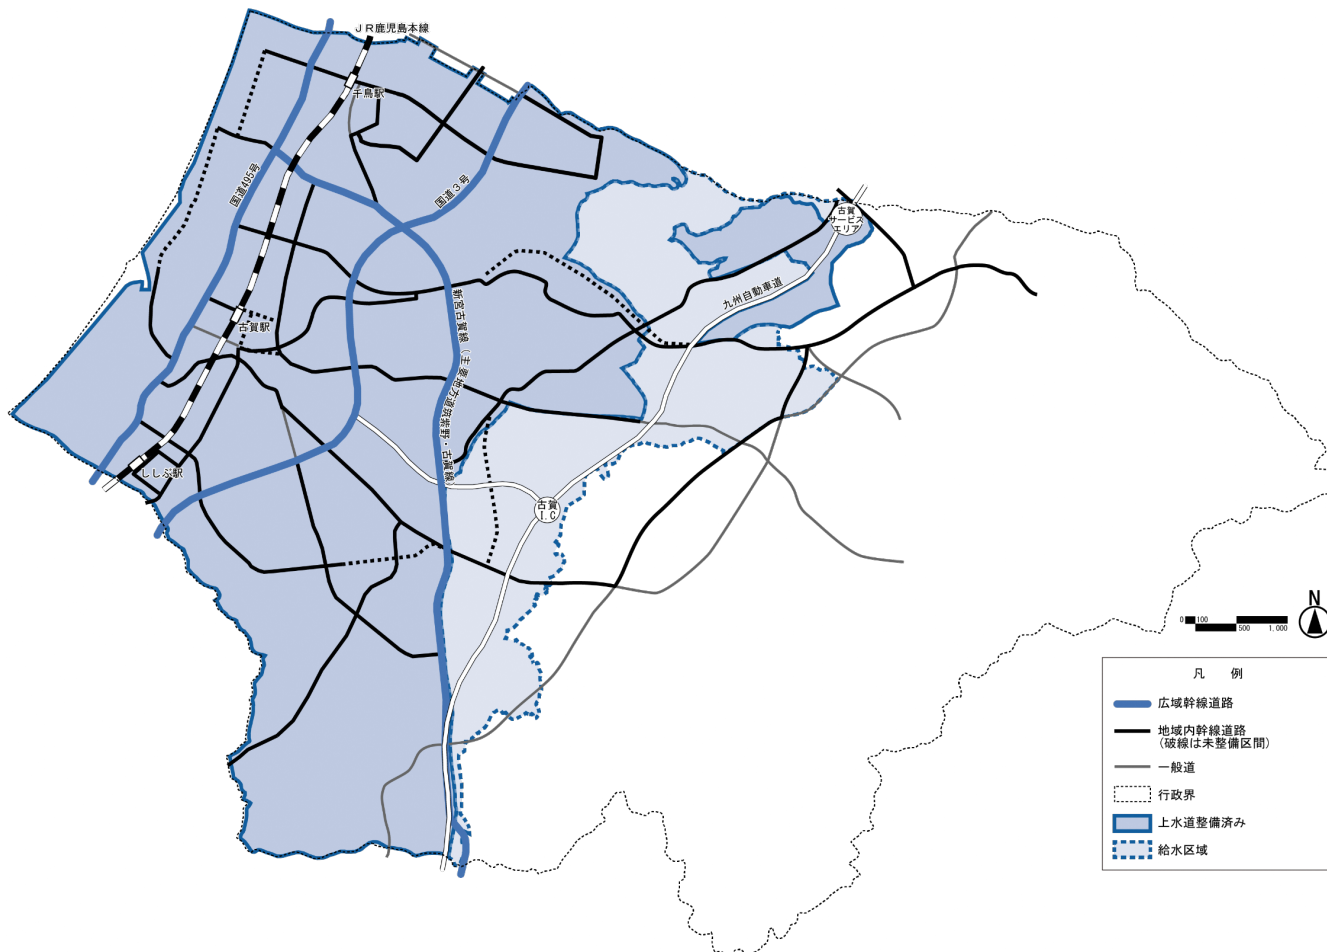 ＪＲ鹿児島本線
千鳥駅
国道495号
国道３号
古賀
サービス
エリア
九州自動車道
新宮古賀線（主要地方道筑紫野・古賀線）
古賀駅
ししぶ駅
古賀
I.C
N
0 100
500 1,000
凡　例
広域幹線道路
地域内幹線道路
(破線は未整備区間)
一般道
行政界
上水道整備済み
給水区域